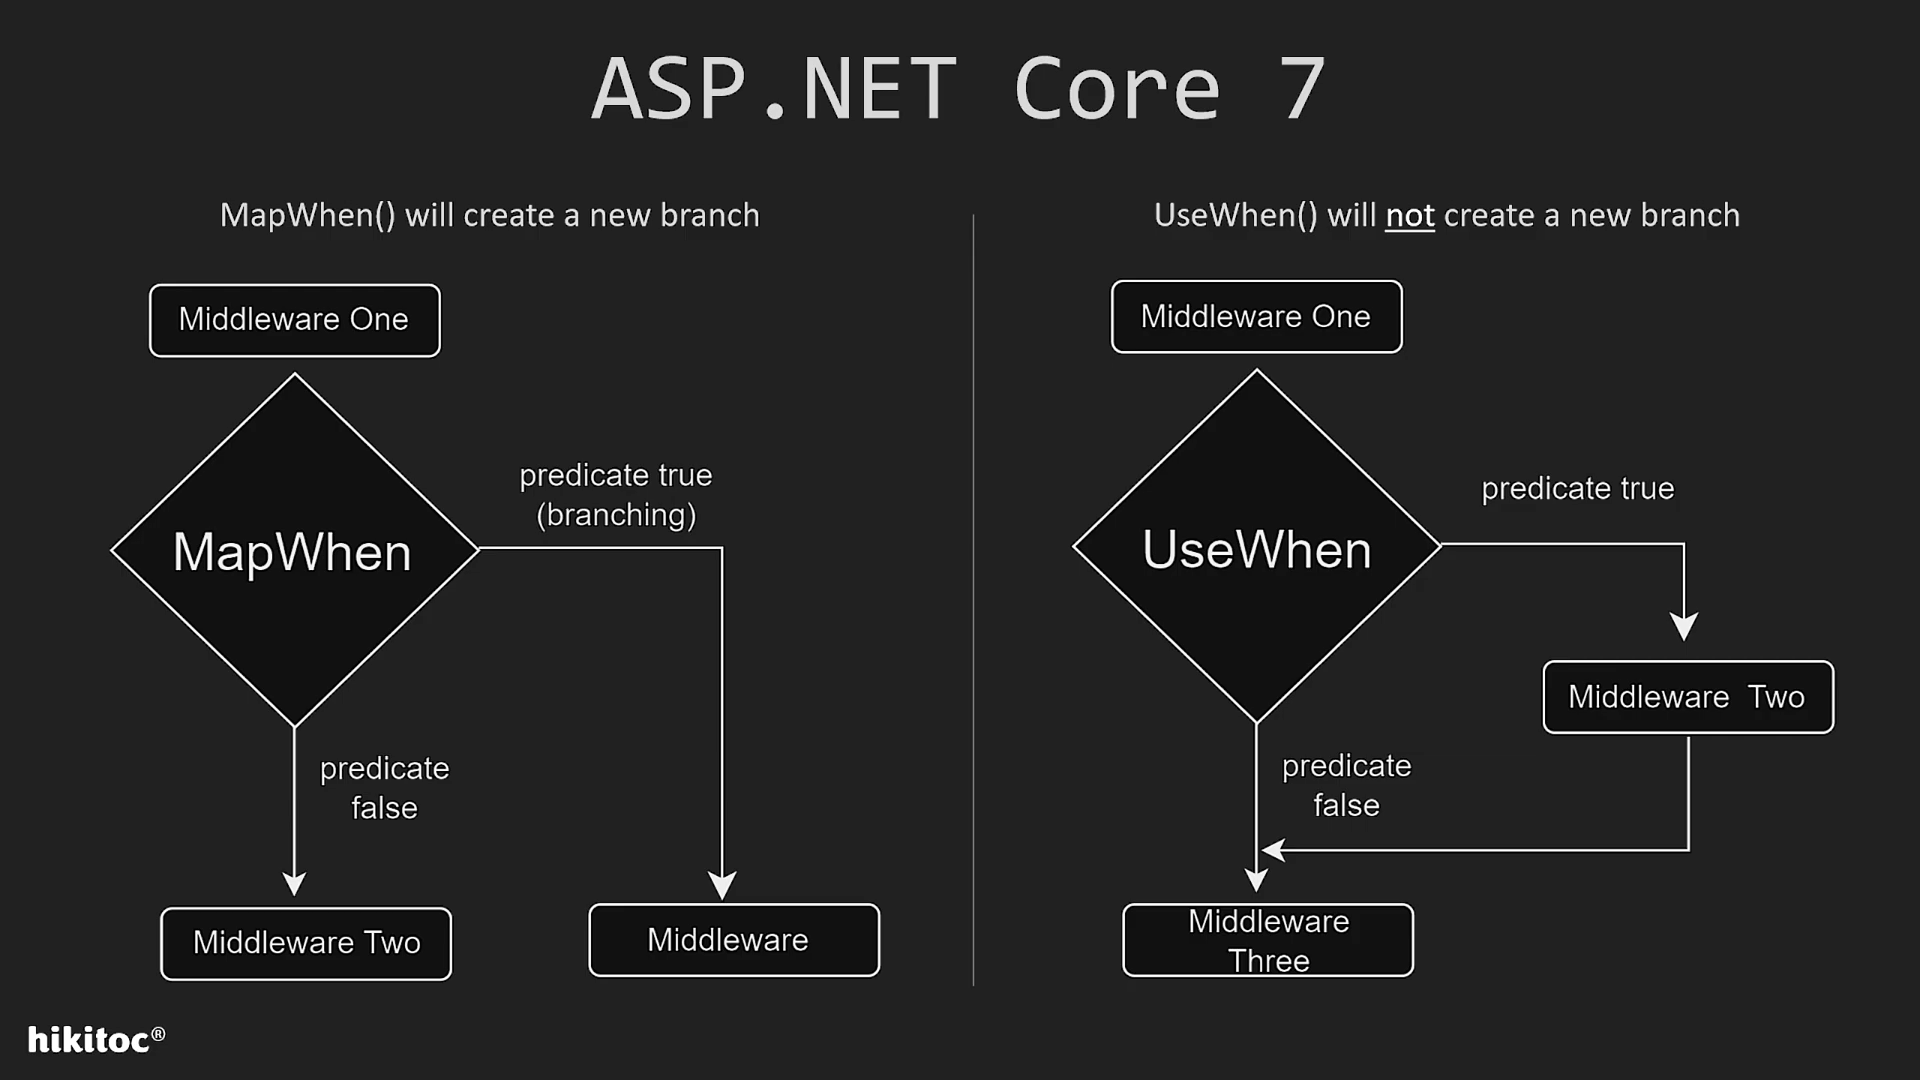 ASP.NET Core 7
MapWhen() will create a new branch
Middleware One
MapWhen
predicate true
(branching)
predicate
false
Middleware Two
Middleware
UseWhen() will not create a new branch
Middleware One
UseWhen
predicate true
Middleware  Two
predicate
false
Middleware
Three
hikitoc®